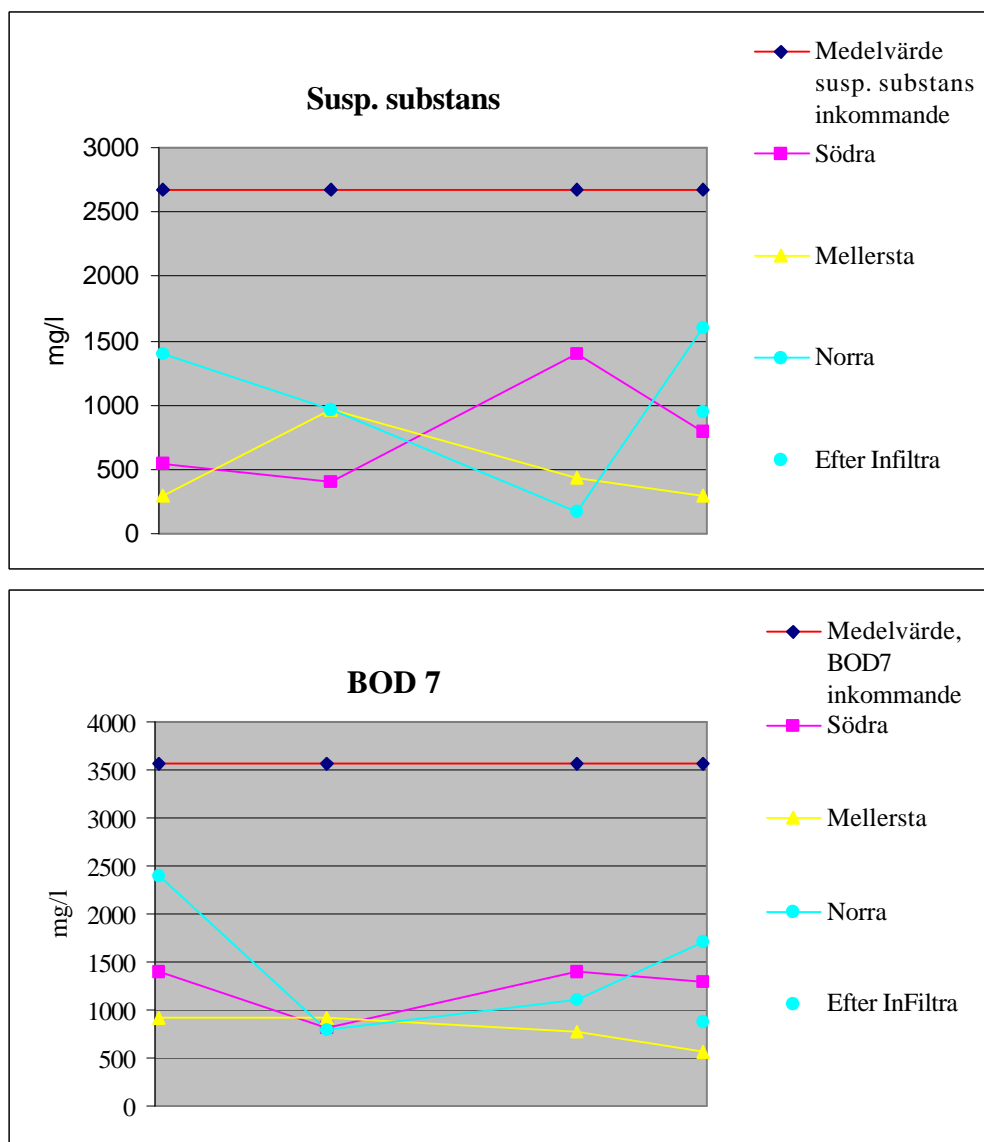 Susp. substans
3000
2500
2000
1500
1000
500
0
mg/l
Medelvärde
susp. substans
inkommande
Södra
Mellersta
Norra
Efter Infiltra
BOD 7
4000
3500
3000
2500
2000
1500
1000
500
0
mg/l
Medelvärde,
BOD7
inkommande
Södra
Mellersta
Norra
Efter InFiltra